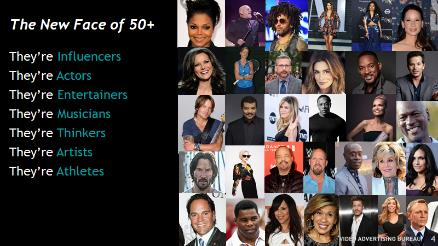 The New Face of 50+
They're Influencers
They're Actors
They're Entertainers
They're Musicians
They're Thinkers
They're Artists
They're Athletes
VIDEO ADVERTISING BUREAU
4